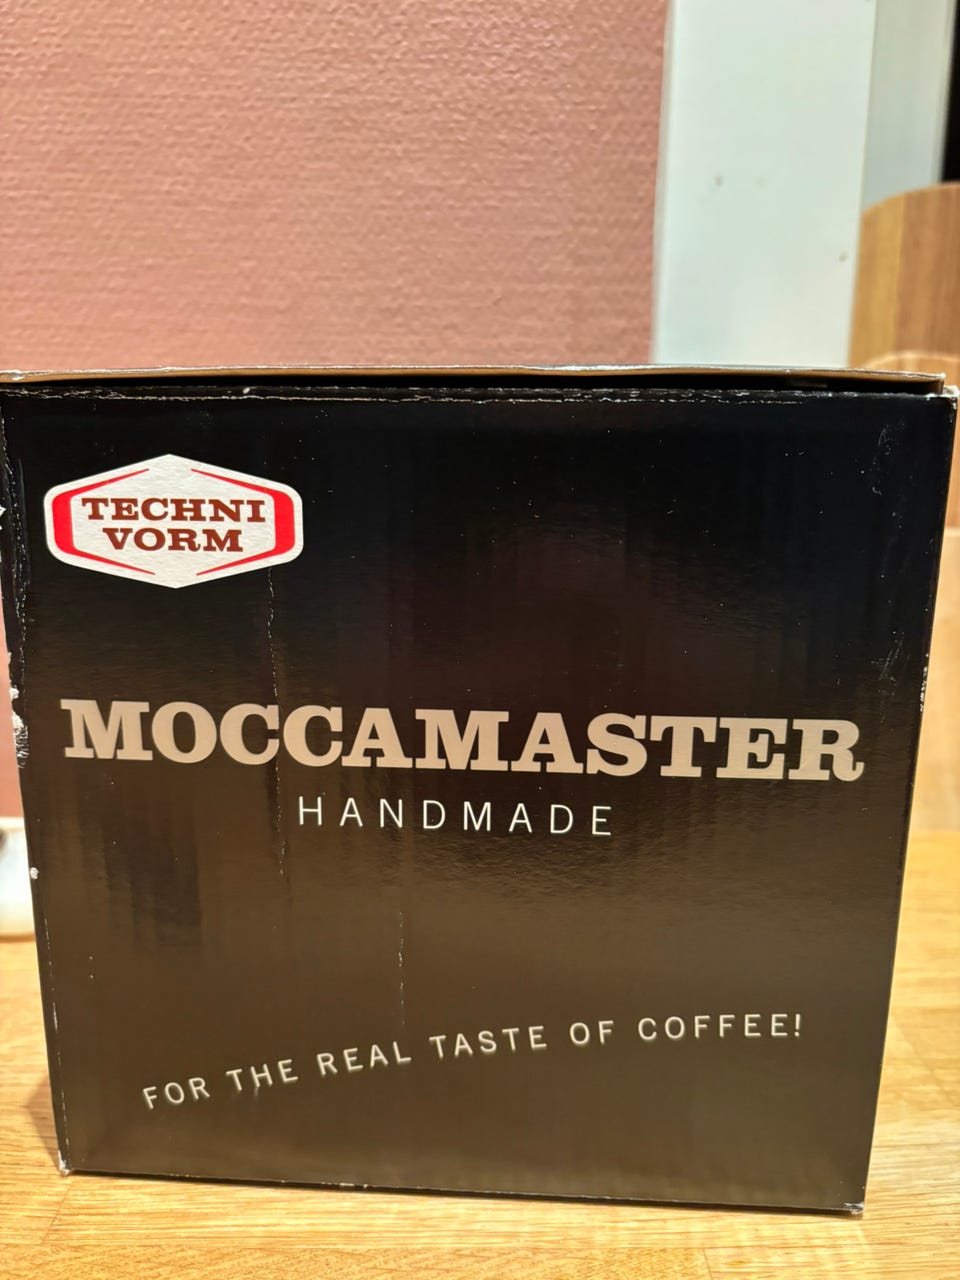 TECHNI
VORM
MOCCAMASTER
HANDMADE
FOR THE REAL TASTE OF COFFEE!